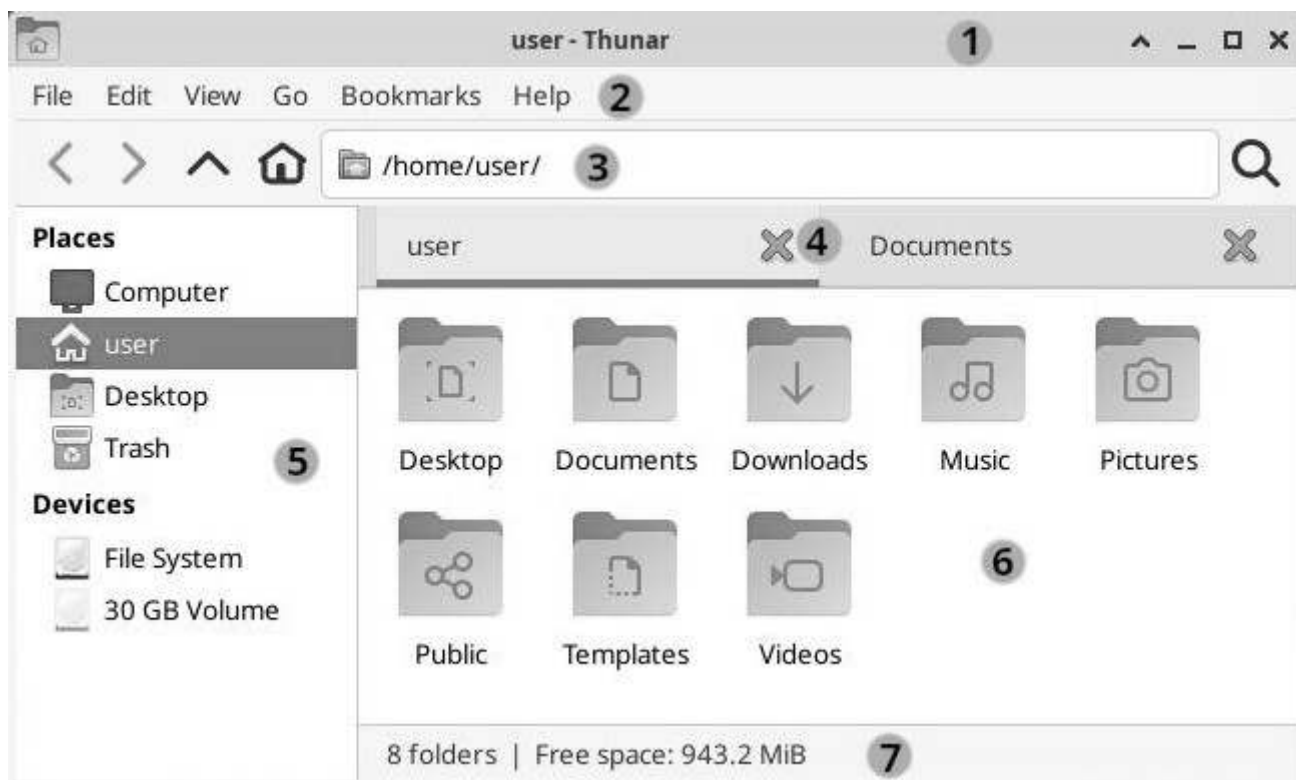 user - Thunar 1
File Edit View Go Bookmarks Help 2
/home/user/ 3
Places
Computer
user
Desktop
Trash
5
Devices
File System
30 GB Volume
user 4 Documents
Desktop Documents Downloads Music Pictures
6
Public Templates Videos
8 folders | Free space: 943.2 MiB 7